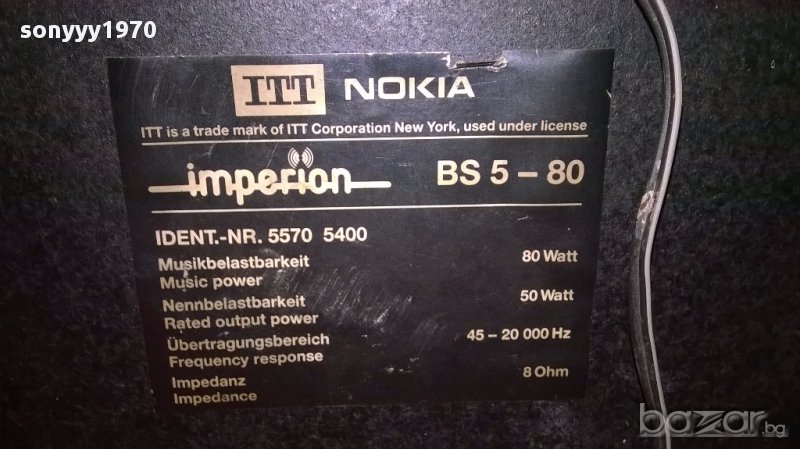 sonyyy1970
ITT NOKIA
ITT is a trade mark of ITT Corporation New York, used under license
imperion BS 5 – 80
IDENT.-NR. 5570 5400
Musikbelastbarkeit 80 Watt
Music power
Nennbelastbarkeit 50 Watt
Rated output power
Übertragungsbereich 45 – 20 000 Hz
Frequency response
Impedanz 8 Ohm
Impedance
bazar.bg